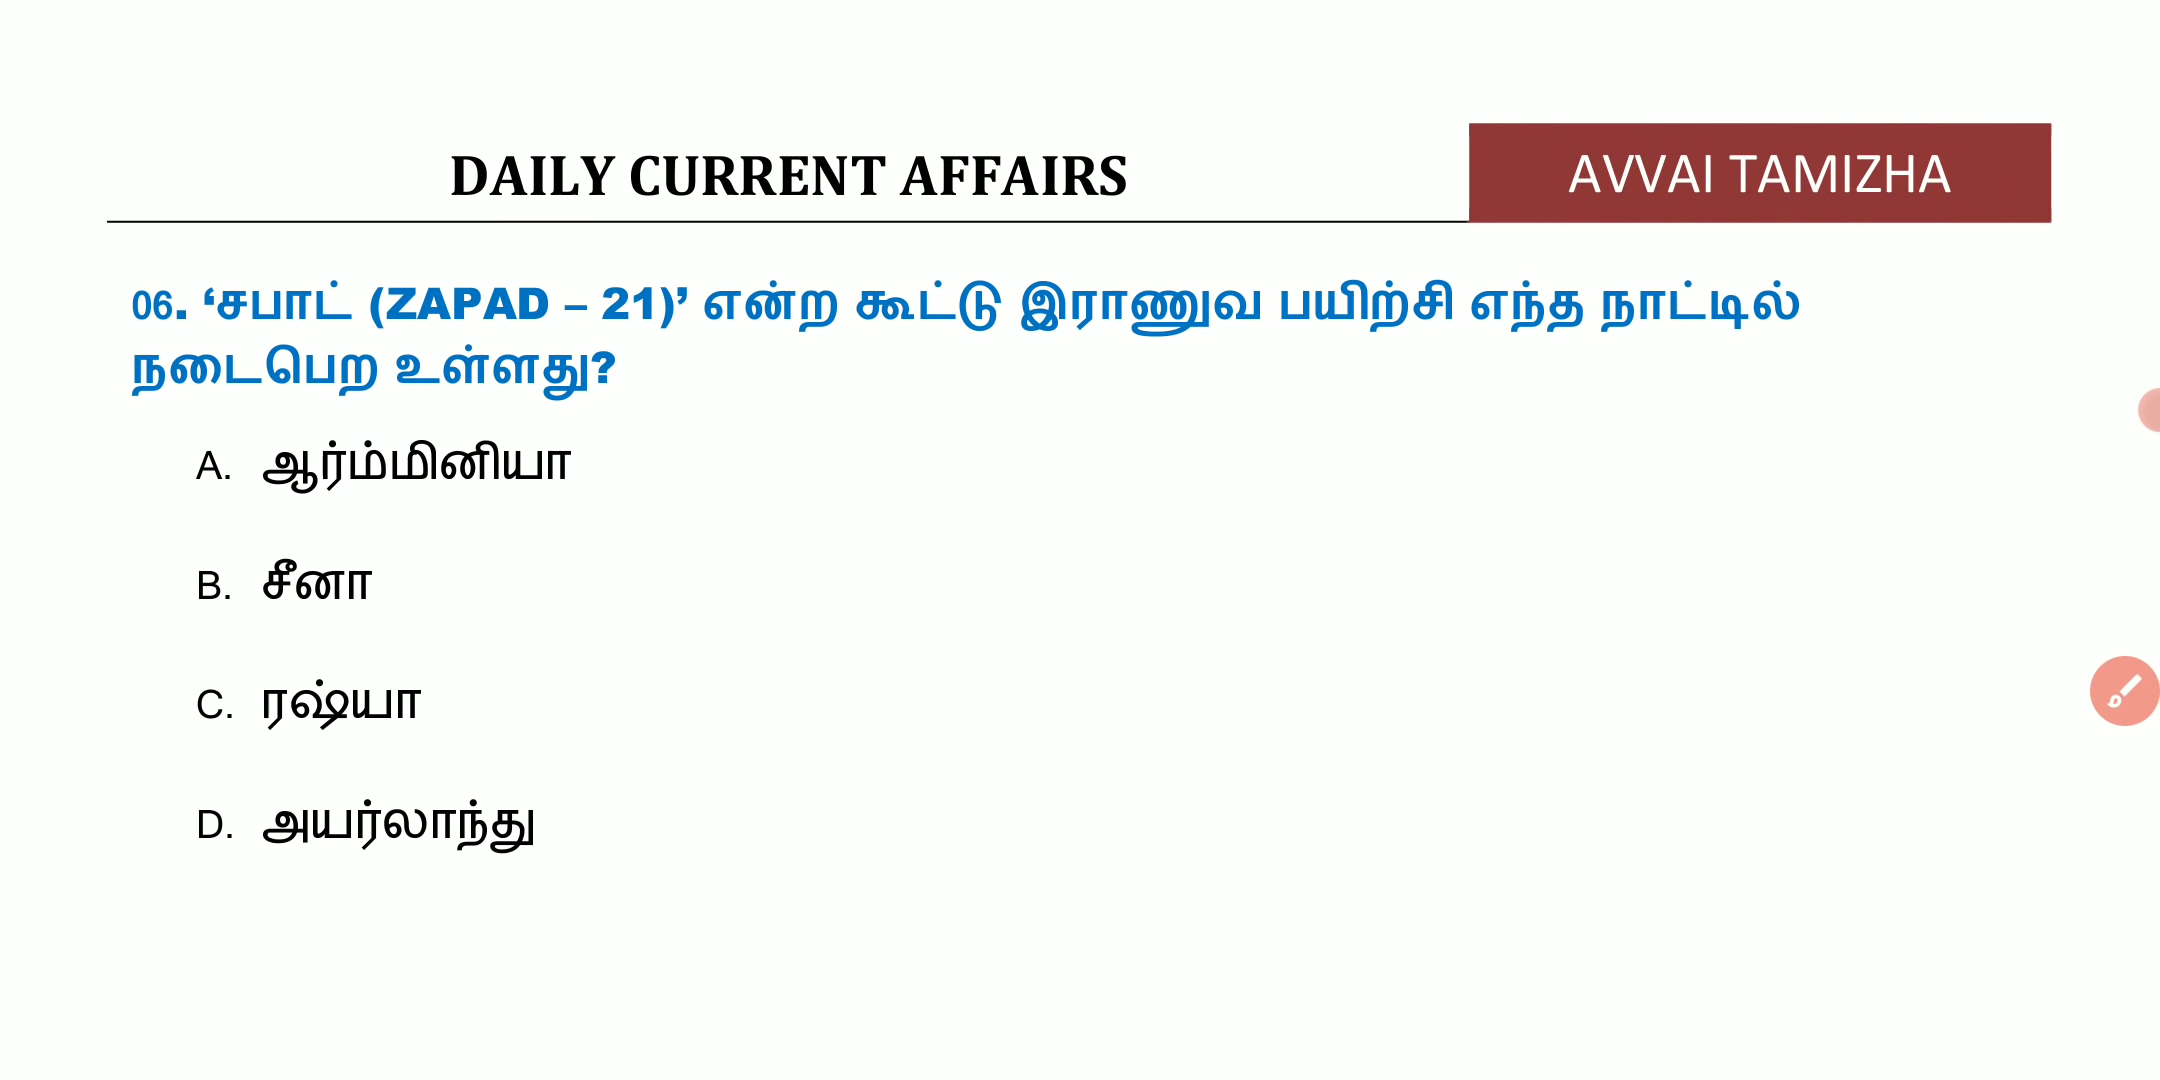 DAILY CURRENT AFFAIRS
AVVAI TAMIZHA
06. ‘சபாட் (ZAPAD – 21)’ என்ற கூட்டு இராணுவ பயிற்சி எந்த நாட்டில்
நடைபெற உள்ளது?
A. ஆர்ம்மினியா
B. சீனா
C. ரஷ்யா
D. அயர்லாந்து